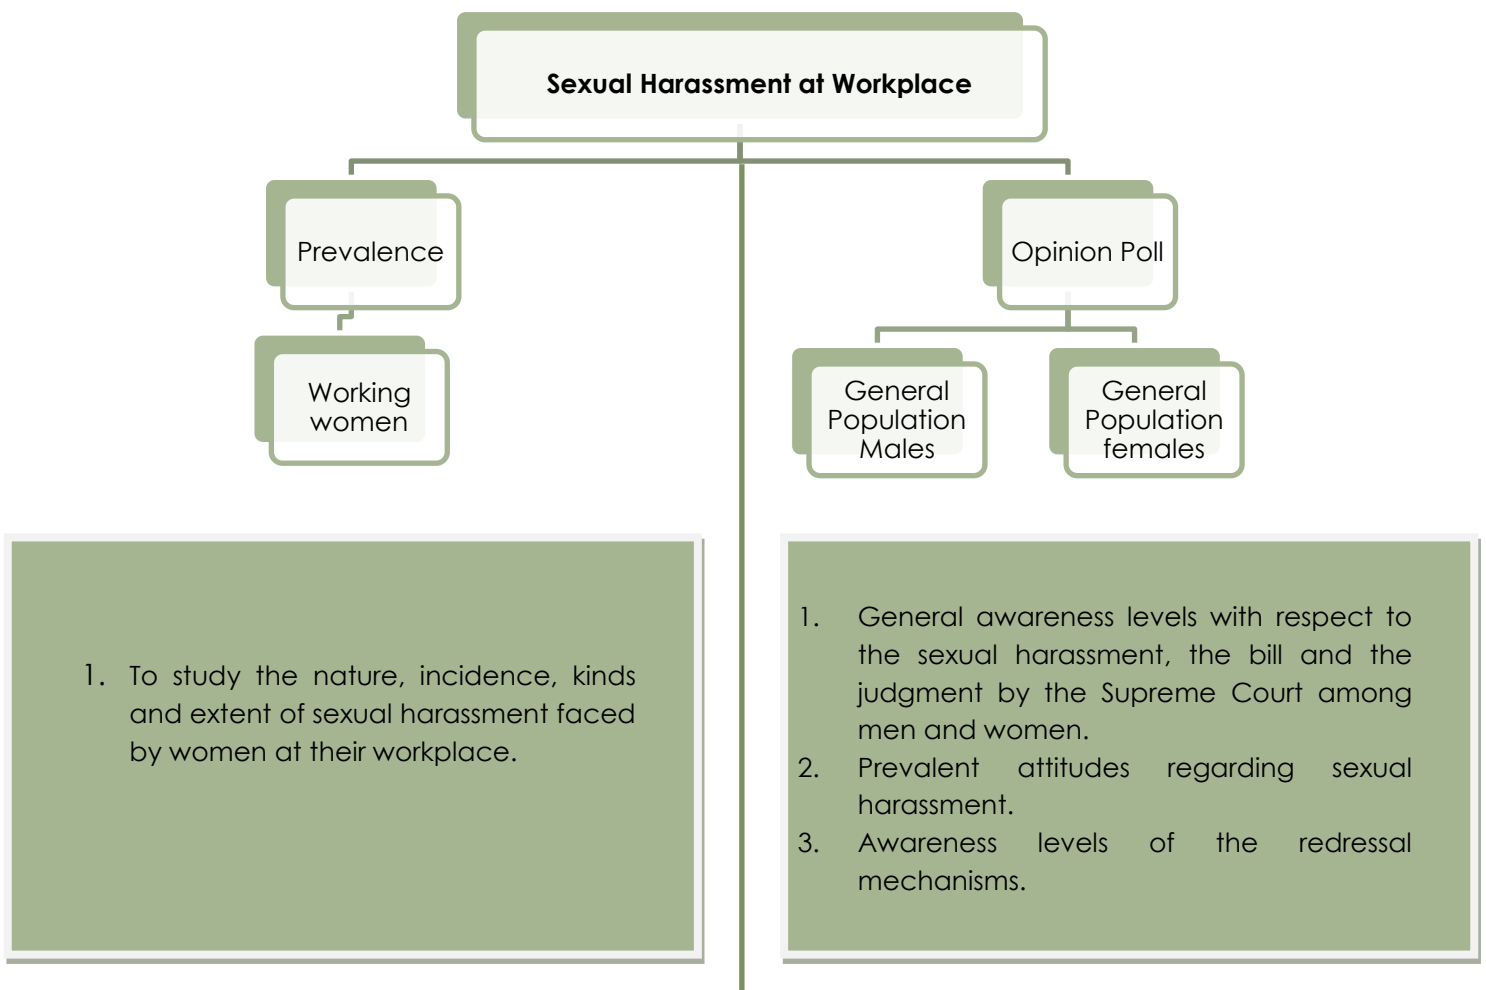 Sexual Harassment at Workplace
Prevalence
Opinion Poll
Working
women
General
Population
Males
General
Population
females
1. To study the nature, incidence, kinds
and extent of sexual harassment faced
by women at their workplace.
1. General awareness levels with respect to
the sexual harassment, the bill and the
judgment by the Supreme Court among
men and women.
2. Prevalent attitudes regarding sexual
harassment.
3. Awareness levels of the redressal
mechanisms.